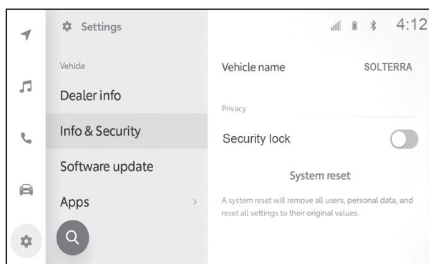 Settings
4:12
Vehicle
Dealer info
Info & Security
Software update
Apps
Vehicle name SOLTERRA
Privacy
Security lock
System reset
A system reset will remove all users, personal data, and
reset all settings to their original values.